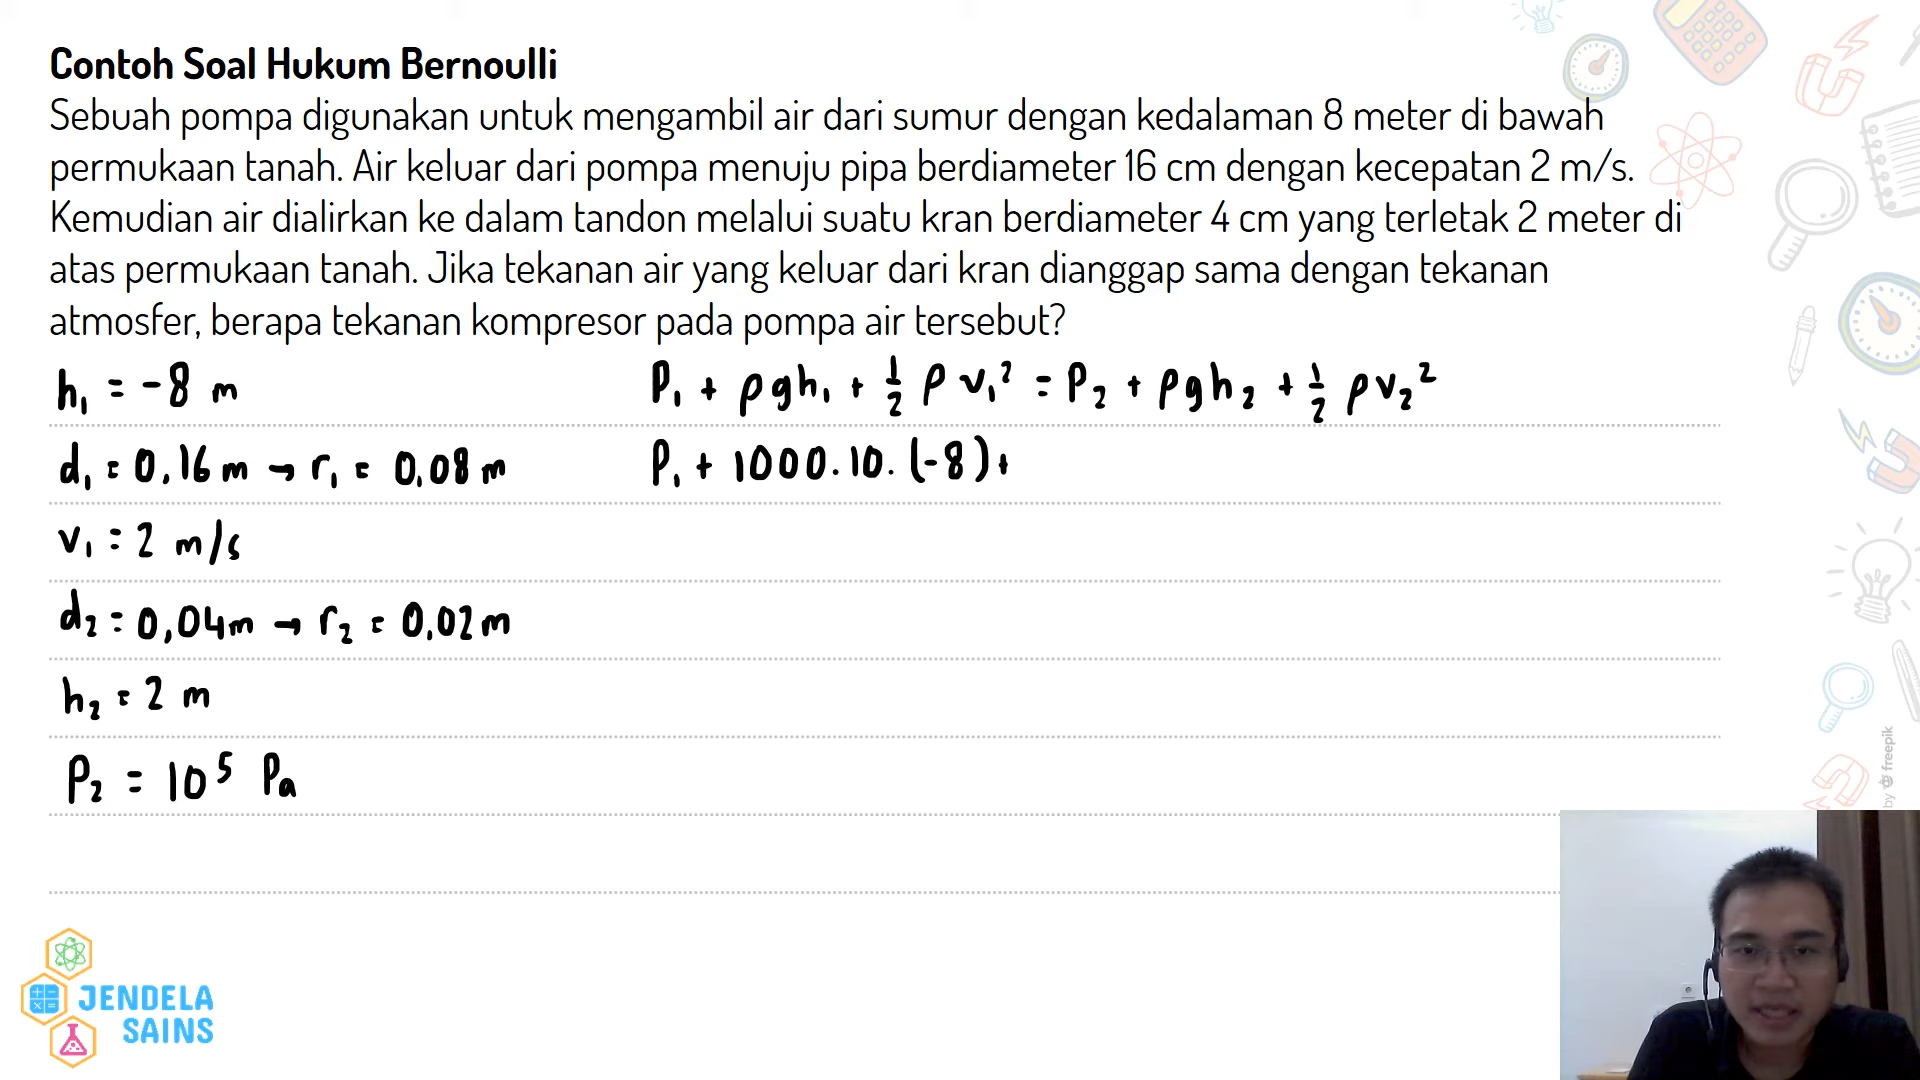 Contoh Soal Hukum Bernoulli
Sebuah pompa digunakan untuk mengambil air dari sumur dengan kedalaman 8 meter di bawah
permukaan tanah. Air keluar dari pompa menuju pipa berdiameter 16 cm dengan kecepatan 2 m/s.
Kemudian air dialirkan ke dalam tandon melalui suatu kran berdiameter 4 cm yang terletak 2 meter di
atas permukaan tanah. Jika tekanan air yang keluar dari kran dianggap sama dengan tekanan
atmosfer, berapa tekanan kompresor pada pompa air tersebut?
h₁ = -8 m
d₁ = 0,16 m → r₁ = 0,08 m
v₁ = 2 m/s
d₂ = 0,04 m → r₂ = 0,02 m
h₂ = 2 m
P₂ = 10⁵ Pa
P₁ + ρgh₁ + ½ ρv₁² = P₂ + ρgh₂ + ½ ρv₂²
P₁ + 1000.10.(-8) +
by freepik
JENDELA
SAINS